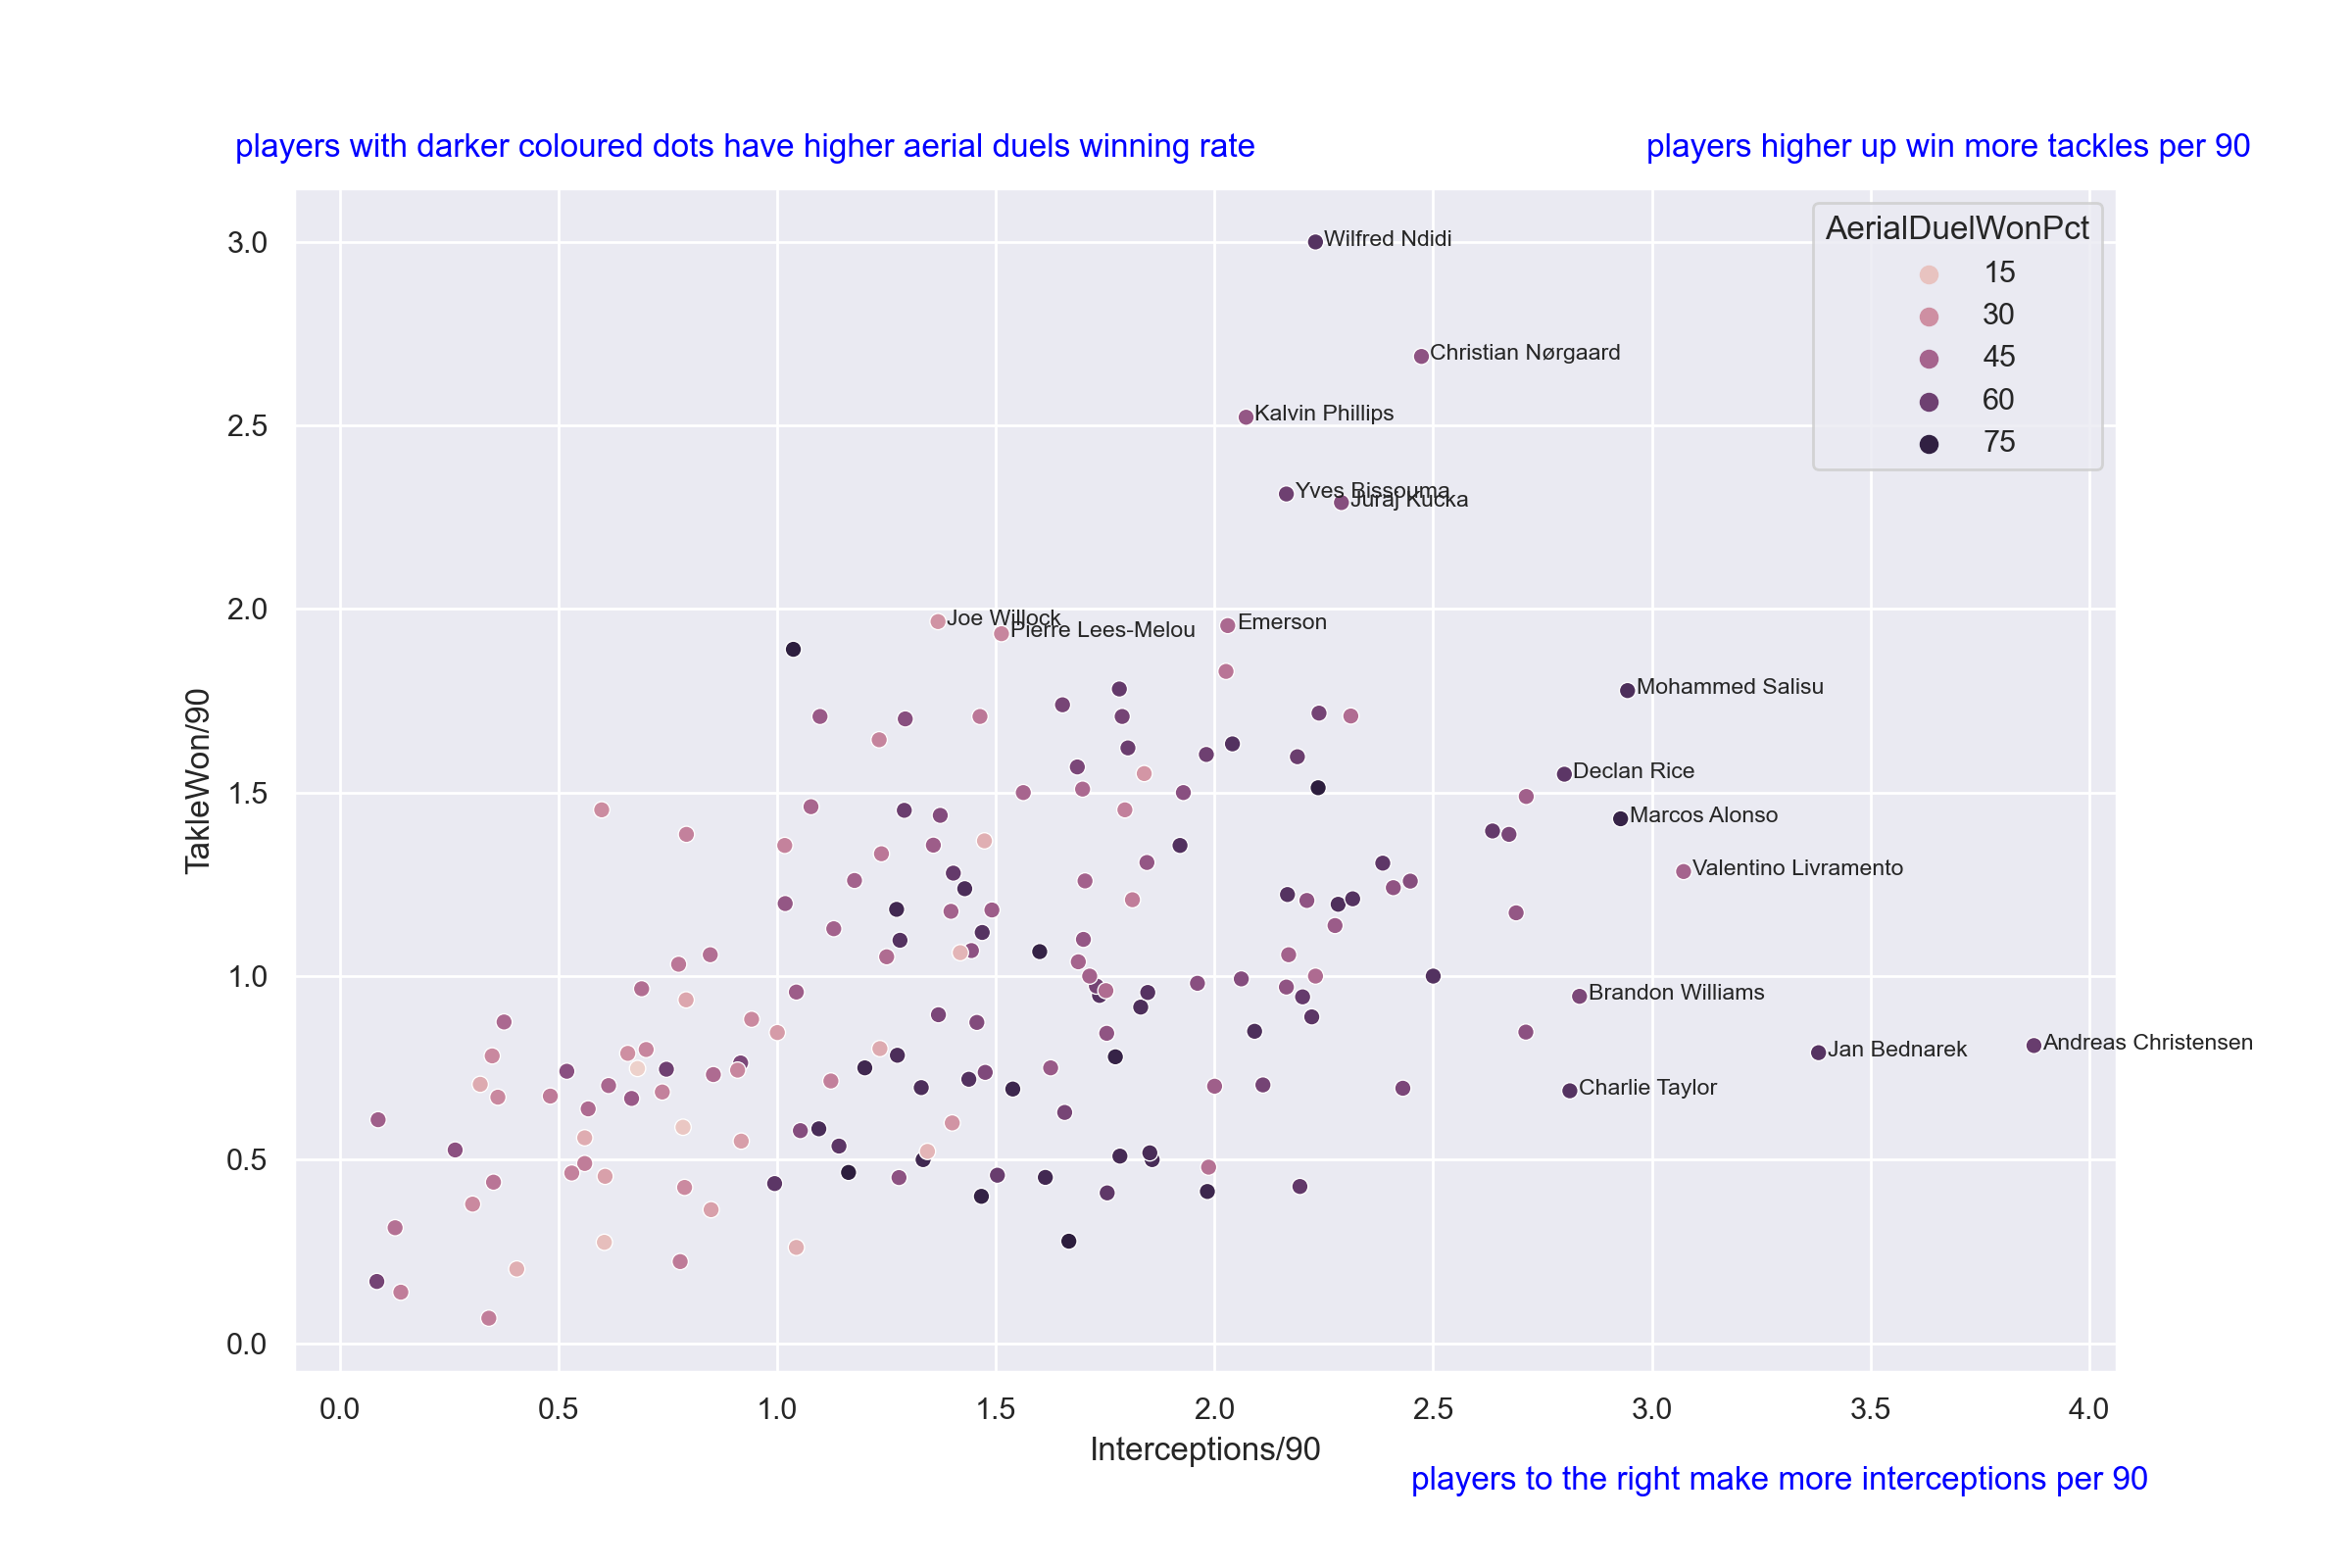 players with darker coloured dots have higher aerial duels winning rate
players higher up win more tackles per 90
AerialDuelWonPct
15
30
45
60
75
3.0
2.5
2.0
1.5
1.0
0.5
0.0
TakleWon/90
Wilfred Ndidi
Christian Nørgaard
Kalvin Phillips
Yves Bissouma
Juraj Kucka
Joe Willock
Pierre Lees-Melou
Emerson
Mohammed Salisu
Declan Rice
Marcos Alonso
Valentino Livramento
Brandon Williams
Jan Bednarek
Andreas Christensen
Charlie Taylor
0.0
0.5
1.0
1.5
2.0
2.5
3.0
3.5
4.0
Interceptions/90
players to the right make more interceptions per 90